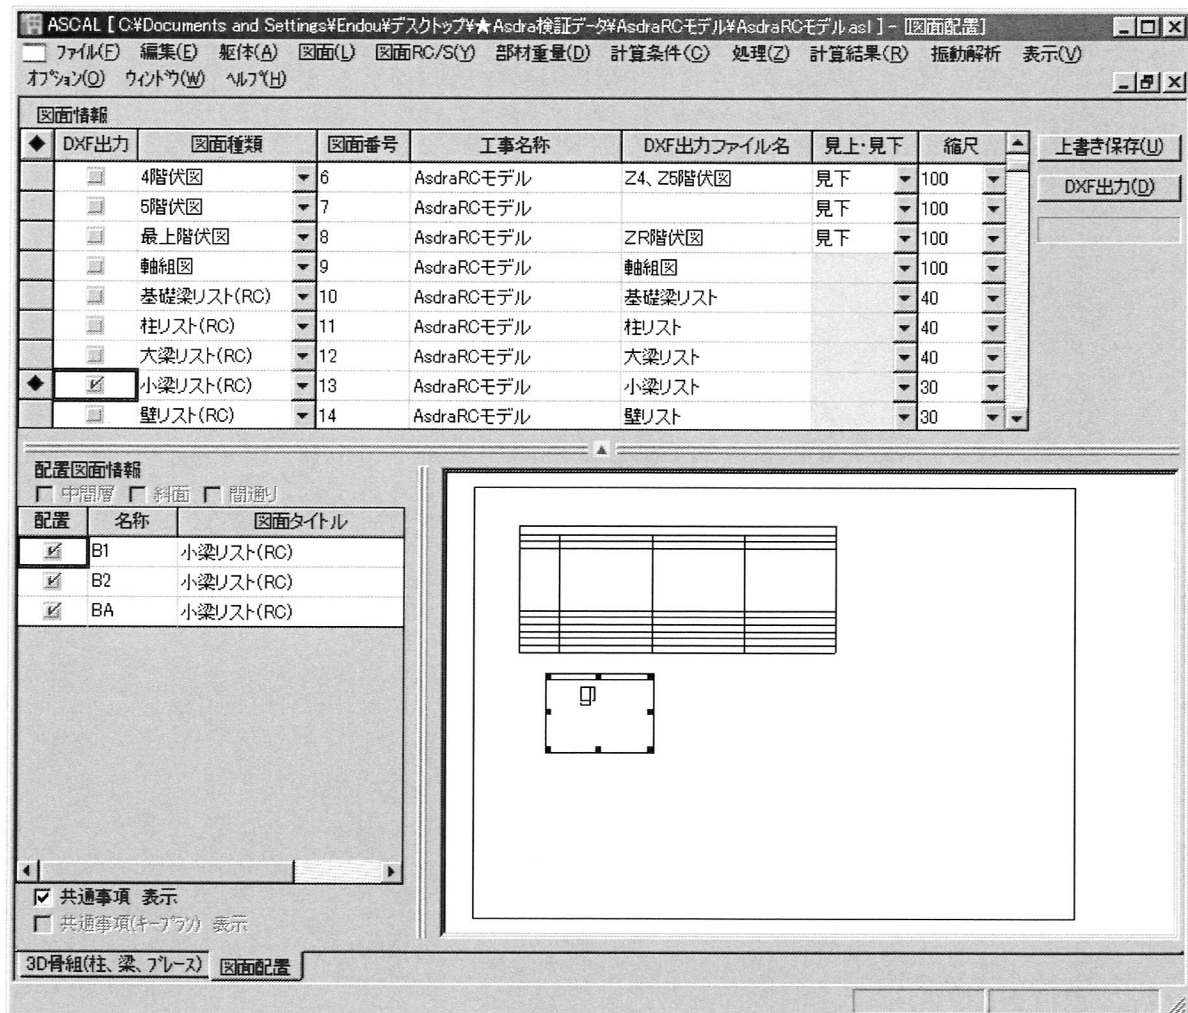 ASCAL [ C:¥Documents and Settings¥Endou¥デスクトップ¥★Asdra検証データ¥AsdraRCモデル¥AsdraRCモデル.asl ] - [図面配置]
ファイル(F) 編集(E) 躯体(A) 図面(L) 図面RC/S(Y) 部材重量(D) 計算条件(C) 処理(Z) 計算結果(R) 振動解析 表示(V)
オプション(O) ウィンドウ(W) ヘルプ(H)
図面情報
DXF出力 図面種類 図面番号 工事名称 DXF出力ファイル名 見上・見下 縮尺 上書き保存(U)
4階伏図 6 AsdraRCモデル Z4、Z5階伏図 見下 100 DXF出力(D)
5階伏図 7 AsdraRCモデル 見下 100
最上階伏図 8 AsdraRCモデル ZR階伏図 見下 100
軸組図 9 AsdraRCモデル 軸組図 100
基礎梁リスト(RC) 10 AsdraRCモデル 基礎梁リスト 40
柱リスト(RC) 11 AsdraRCモデル 柱リスト 40
大梁リスト(RC) 12 AsdraRCモデル 大梁リスト 40
小梁リスト(RC) 13 AsdraRCモデル 小梁リスト 30
壁リスト(RC) 14 AsdraRCモデル 壁リスト 30
配置図面情報
中間層 斜面 間通り
配置 名称 図面タイトル
B1 小梁リスト(RC)
B2 小梁リスト(RC)
BA 小梁リスト(RC)
共通事項 表示
共通事項(キープラン) 表示
3D骨組(柱、梁、ブレース) 図面配置